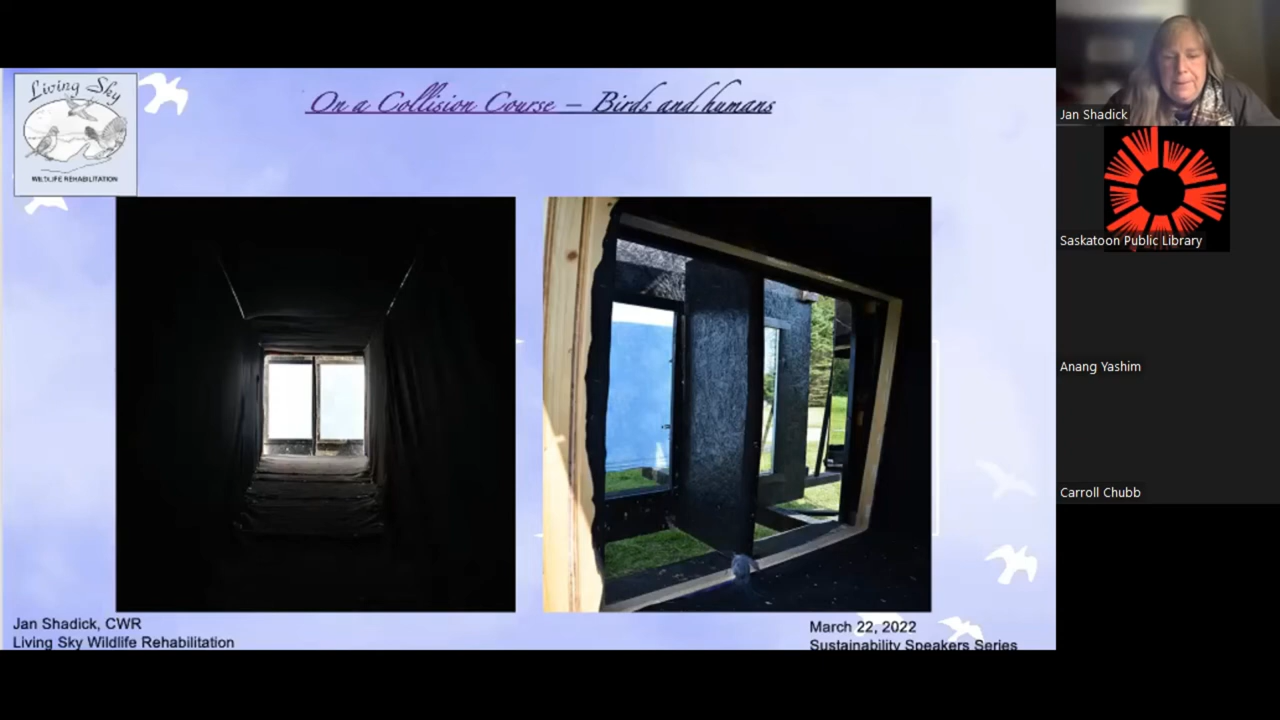 Living Sky
WILDLIFE REHABILITATION
On a Collision Course – Birds and humans
Jan Shadick, CWR
Living Sky Wildlife Rehabilitation
March 22, 2022
Sustainability Speakers Series
Jan Shadick
Saskatoon Public Library
Anang Yashim
Carroll Chubb